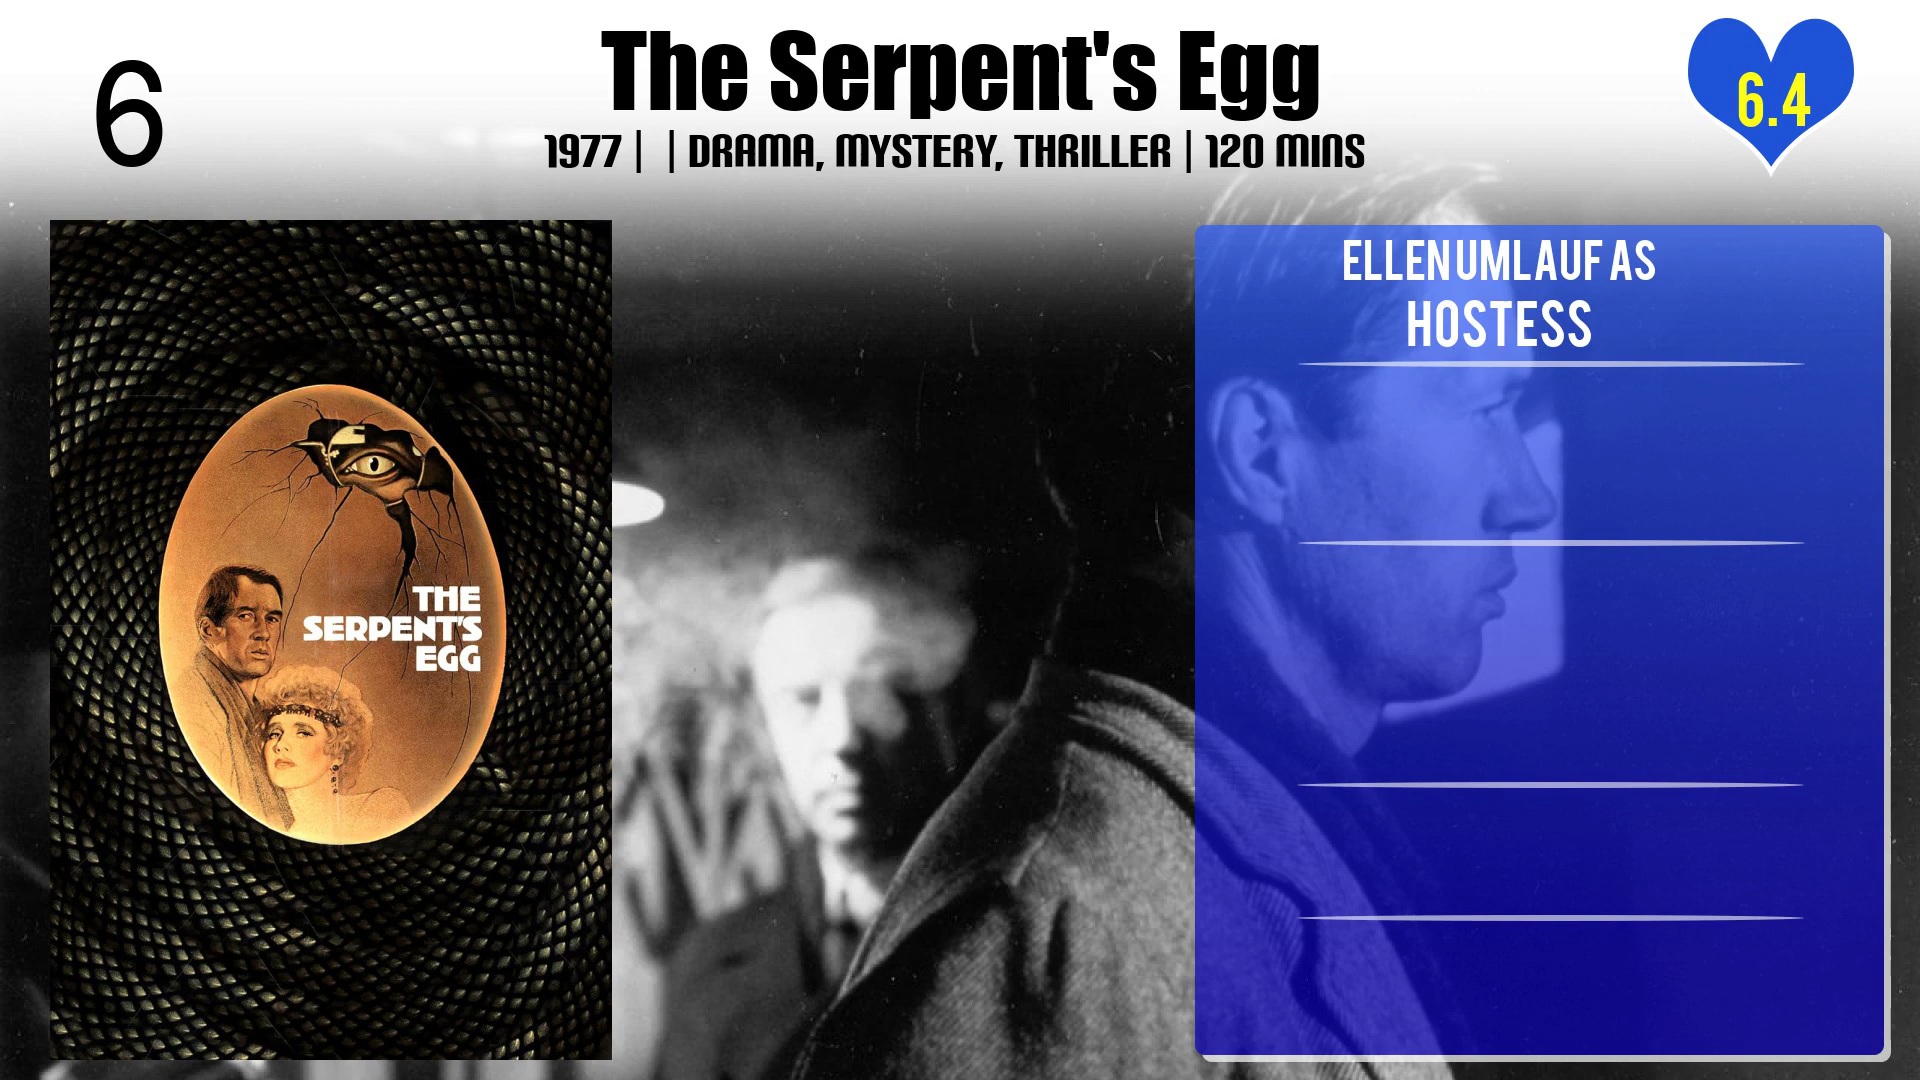 6
The Serpent's Egg
1977 | | DRAMA, MYSTERY, THRILLER | 120 MINS
6.4
ELLEN UMLAUF AS
HOSTESS
THE
SERPENT'S
EGG